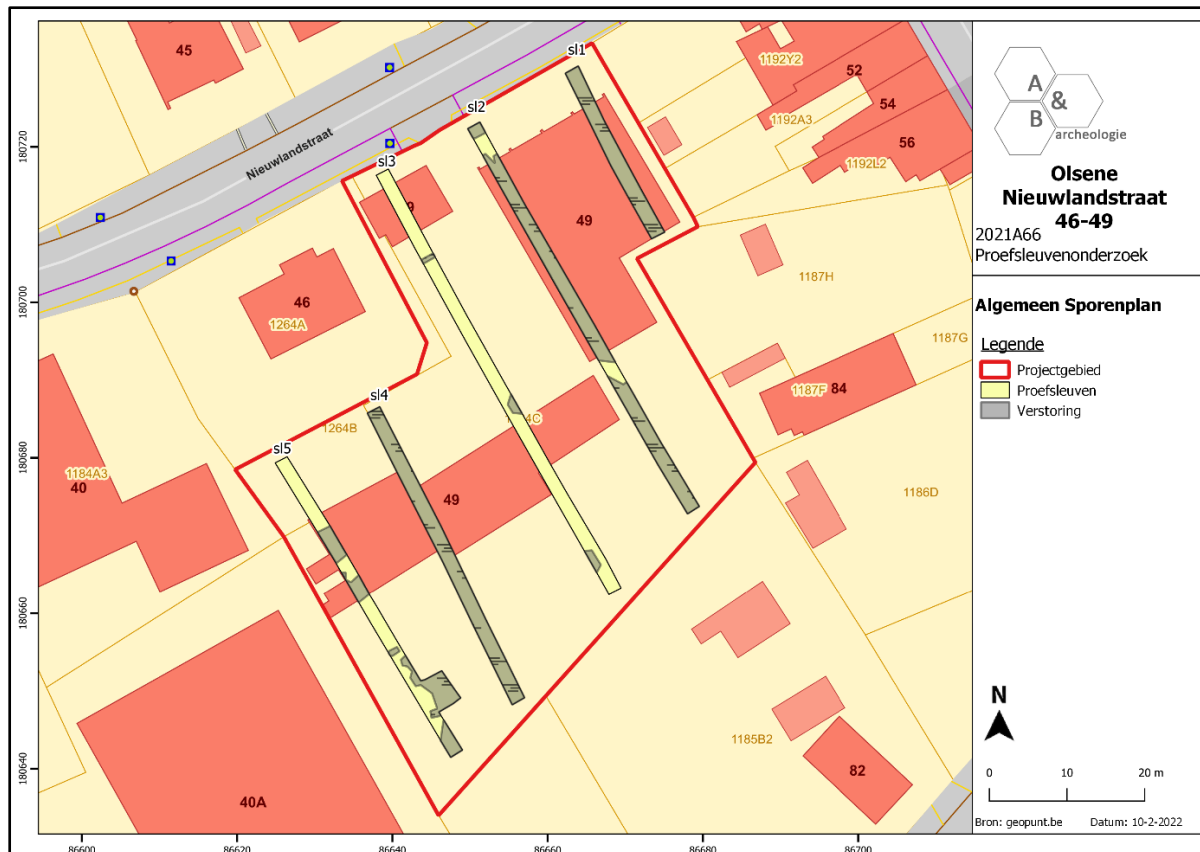 45
sl1
sl2
sl3
sl4
sl5
Nieuwlandstraat
1192Y2
52
54
1192A3
56
1192L2
9
49
46
1264A
1187H
1187G
1187F
84
1264B
C
49
1184A3
40
1186D
1185B2
82
40A
180720
180700
180680
180660
180640
86600
86620
86640
86660
86680
86700
A
&
B
archeologie
Olsene
Nieuwlandstraat
46-49
2021A66
Proefsleuvenonderzoek
Algemeen Sporenplan
Legende
Projectgebied
Proefsleuven
Verstoring
N
0 10 20 m
Bron: geopunt.be Datum: 10-2-2022